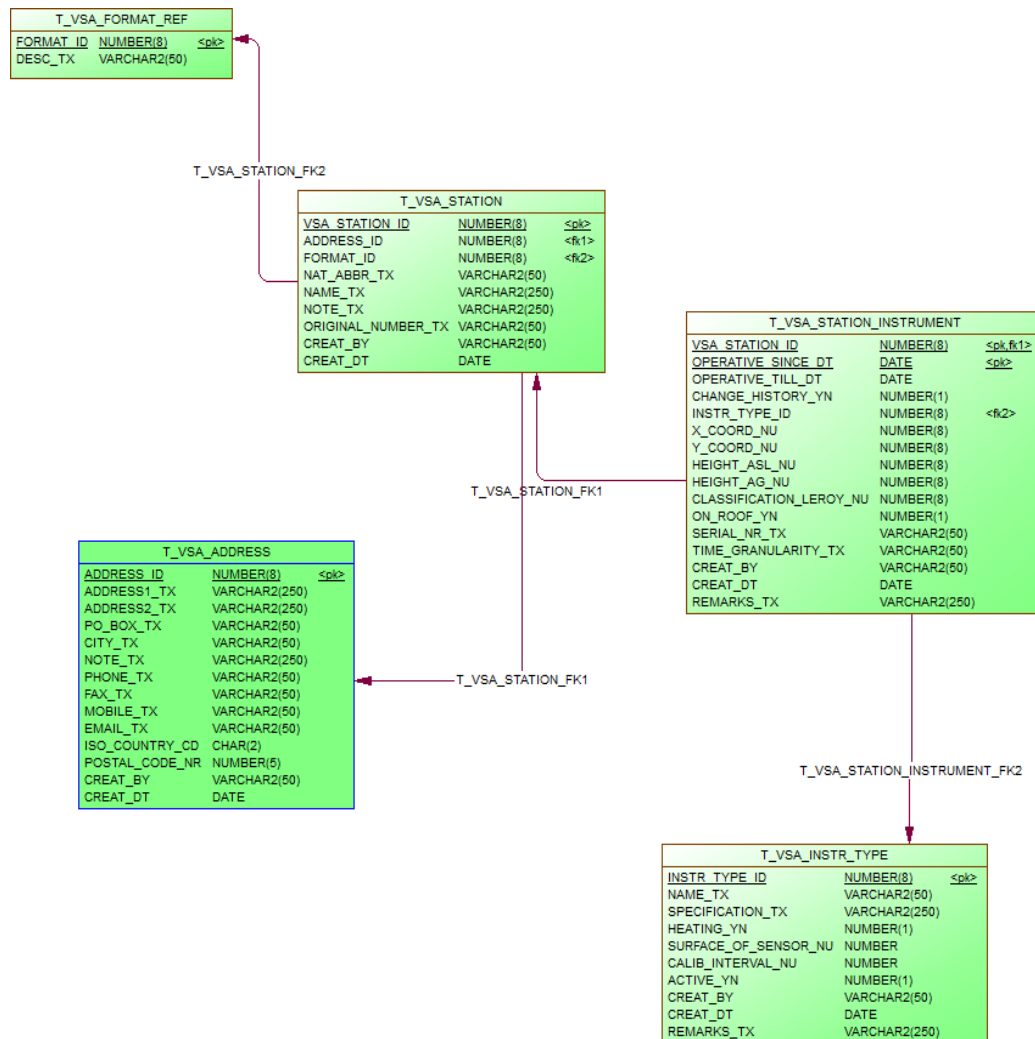 T_VSA_FORMAT_REF
FORMAT_ID NUMBER(8) <pk>
DESC_TX VARCHAR2(50)
T_VSA_STATION_FK2
T_VSA_STATION
VSA_STATION_ID NUMBER(8) <pk>
ADDRESS_ID NUMBER(8) <fk1>
FORMAT_ID NUMBER(8) <fk2>
NAT_ABBR_TX VARCHAR2(50)
NAME_TX VARCHAR2(250)
NOTE_TX VARCHAR2(250)
ORIGINAL_NUMBER_TX VARCHAR2(50)
CREAT_BY VARCHAR2(50)
CREAT_DT DATE
T_VSA_STATION_INSTRUMENT
VSA_STATION_ID NUMBER(8) <pk,fk1>
OPERATIVE_SINCE_DT DATE <pk>
OPERATIVE_TILL_DT DATE
CHANGE_HISTORY_YN NUMBER(1)
INSTR_TYPE_ID NUMBER(8) <fk2>
X_COORD_NU NUMBER(8)
Y_COORD_NU NUMBER(8)
HEIGHT_ASL_NU NUMBER(8)
HEIGHT_AG_NU NUMBER(8)
CLASSIFICATION_LEROY_NU NUMBER(8)
ON_ROOF_YN NUMBER(1)
SERIAL_NR_TX VARCHAR2(50)
TIME_GRANULARITY_TX VARCHAR2(50)
CREAT_BY VARCHAR2(50)
CREAT_DT DATE
REMARKS_TX VARCHAR2(250)
T_VSA_STATION_FK1
T_VSA_ADDRESS
ADDRESS_ID NUMBER(8) <pk>
ADDRESS1_TX VARCHAR2(250)
ADDRESS2_TX VARCHAR2(250)
PO_BOX_TX VARCHAR2(50)
CITY_TX VARCHAR2(50)
NOTE_TX VARCHAR2(250)
PHONE_TX VARCHAR2(50)
FAX_TX VARCHAR2(50)
MOBILE_TX VARCHAR2(50)
EMAIL_TX VARCHAR2(50)
ISO_COUNTRY_CD CHAR(2)
POSTAL_CODE_NR NUMBER(5)
CREAT_BY VARCHAR2(50)
CREAT_DT DATE
T_VSA_STATION_FK1
T_VSA_STATION_INSTRUMENT_FK2
T_VSA_INSTR_TYPE
INSTR_TYPE_ID NUMBER(8) <pk>
NAME_TX VARCHAR2(50)
SPECIFICATION_TX VARCHAR2(250)
HEATING_YN NUMBER(1)
SURFACE_OF_SENSOR_NU NUMBER
CALIB_INTERVAL_NU NUMBER
ACTIVE_YN NUMBER(1)
CREAT_BY VARCHAR2(50)
CREAT_DT DATE
REMARKS_TX VARCHAR2(250)